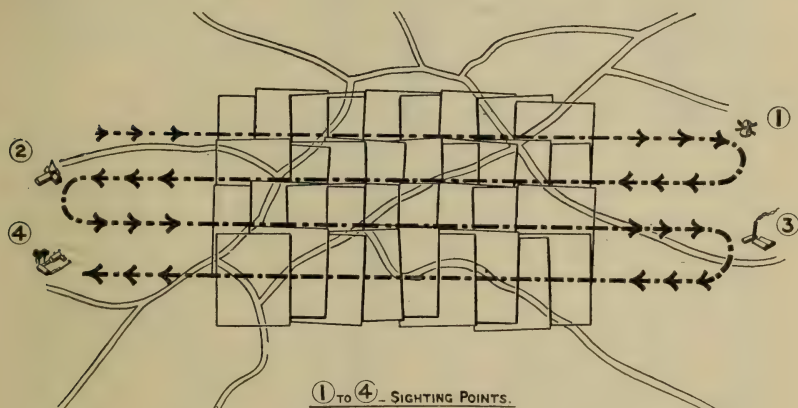 ①
②
③
④
① TO ④ - SIGHTING POINTS.